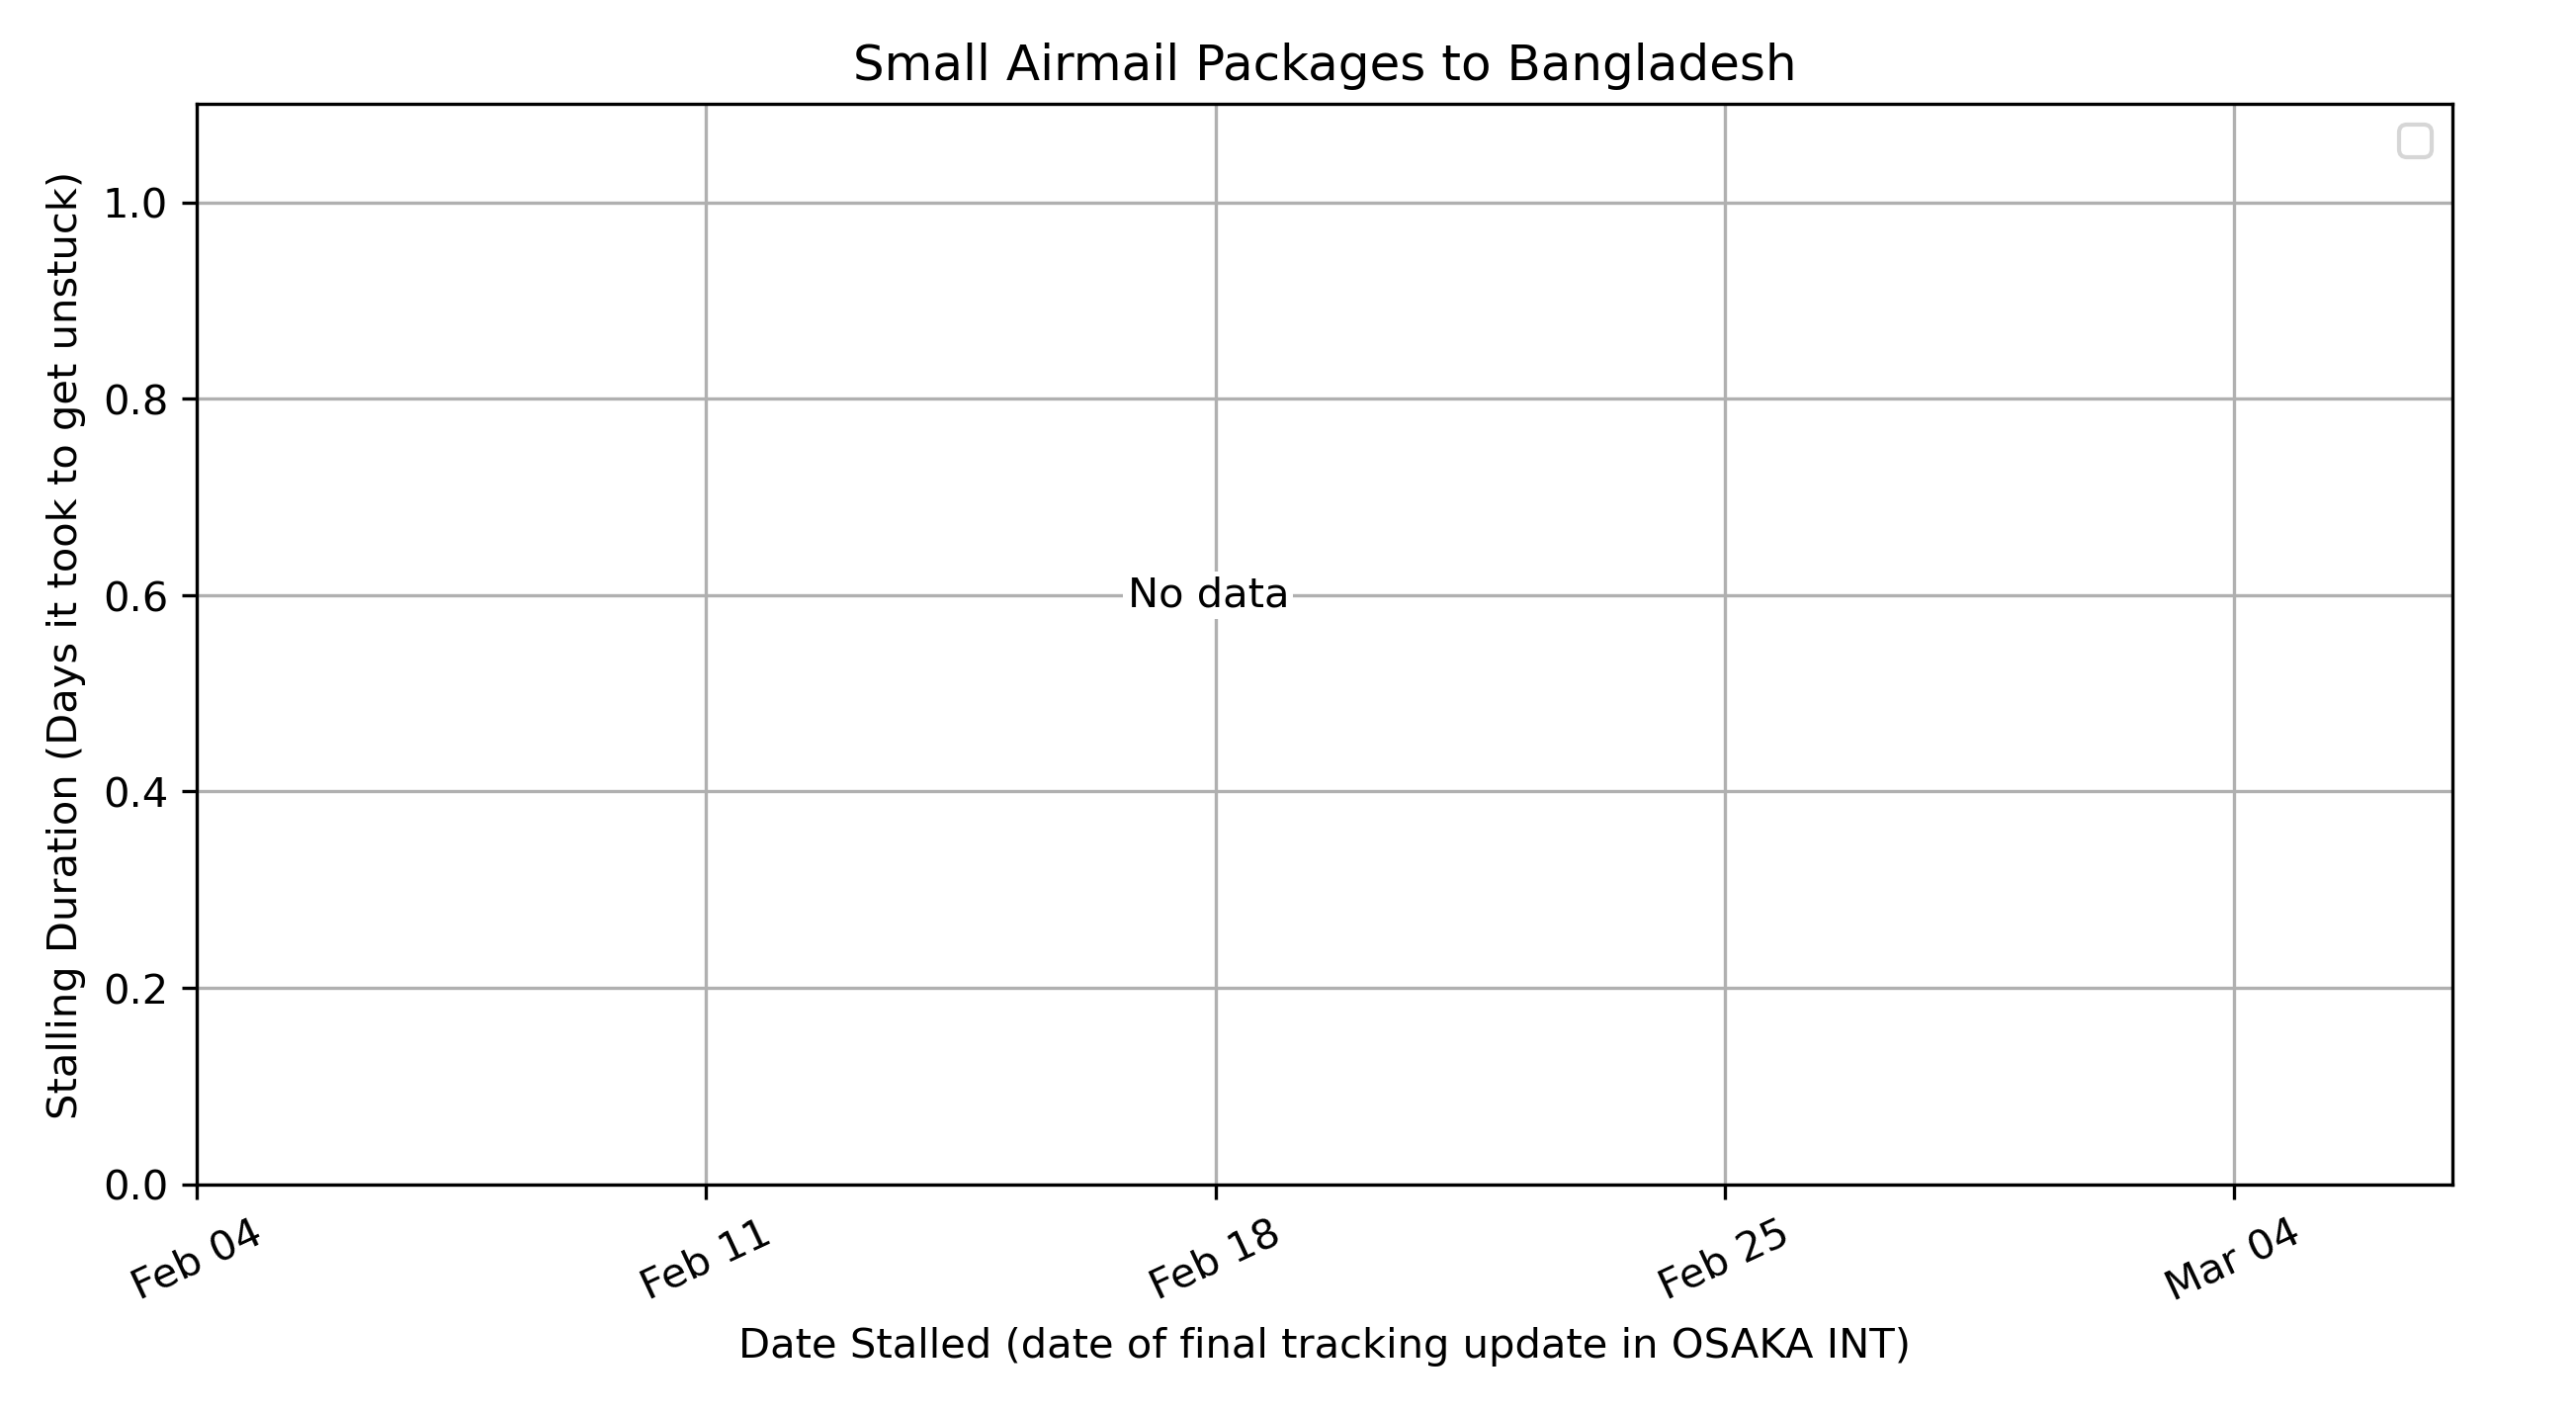 Small Airmail Packages to Bangladesh
Stalling Duration (Days it took to get unstuck)
1.0
0.8
0.6
0.4
0.2
0.0
No data
Feb 04
Feb 11
Feb 18
Feb 25
Mar 04
Date Stalled (date of final tracking update in OSAKA INT)